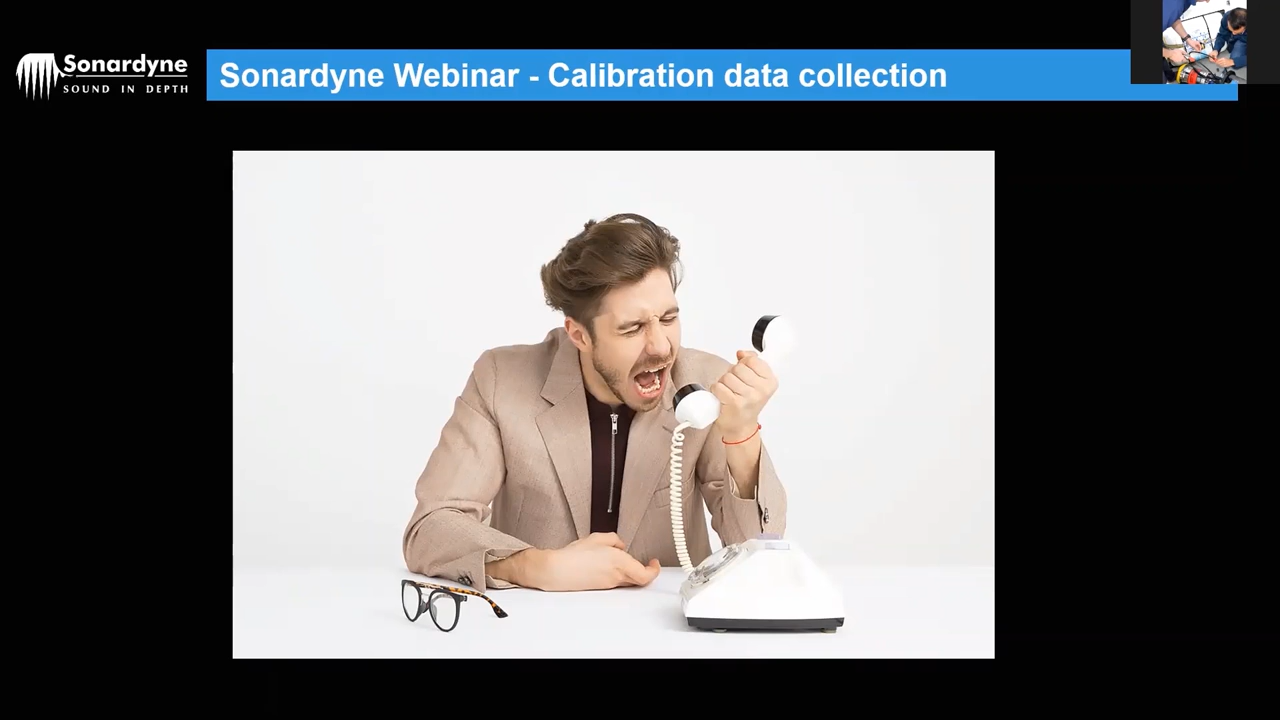 Sonardyne
SOUND IN DEPTH
Sonardyne Webinar - Calibration data collection